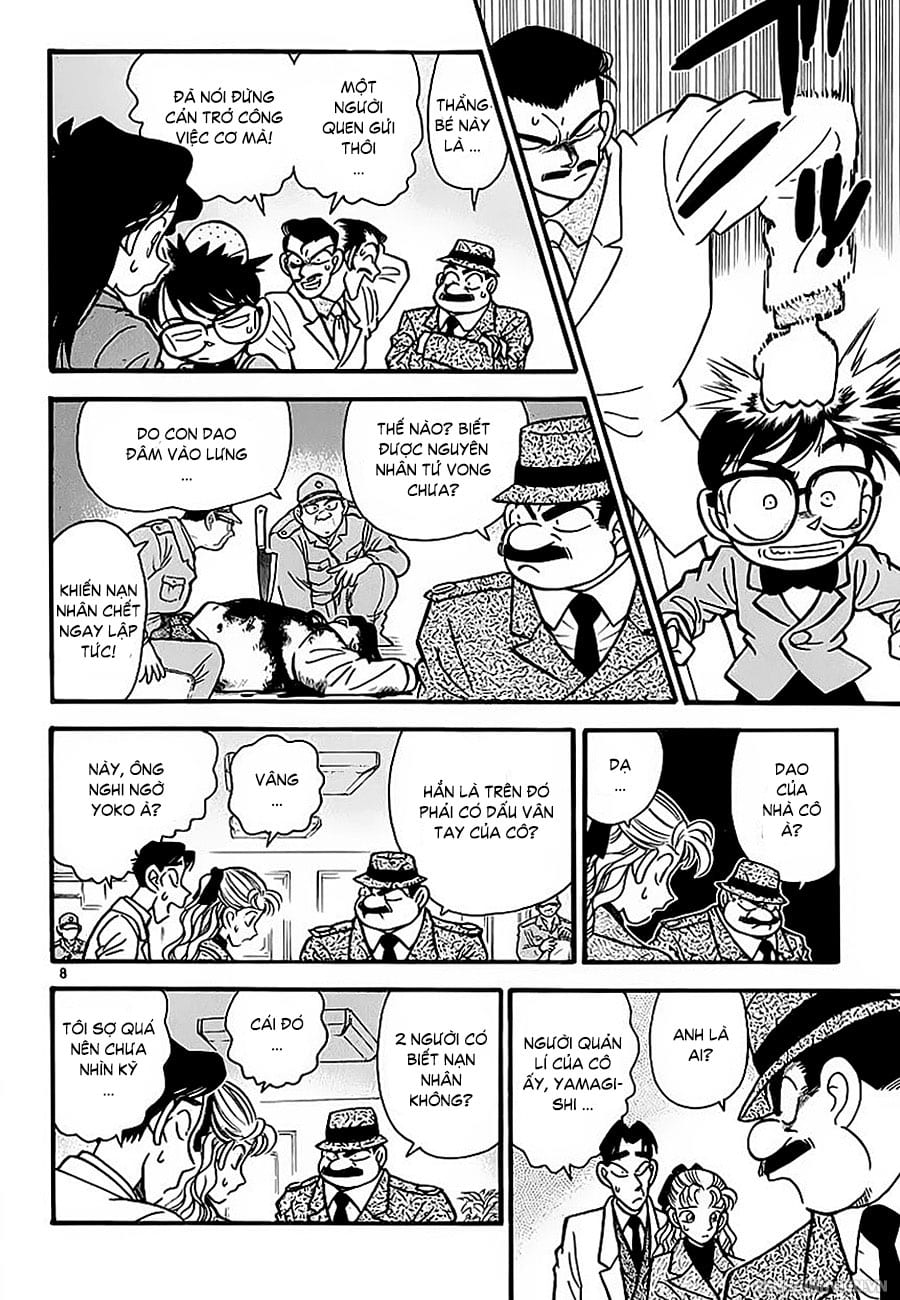 THẰNG
BÉ NÀY
LÀ ...
MỘT
NGƯỜI
QUEN GỬI
THÔI
...
ĐÃ NÓI ĐỪNG
CẢN TRỞ CÔNG
VIỆC CƠ MÀ!
THẾ NÀO? BIẾT
ĐƯỢC NGUYÊN
NHÂN TỬ VONG
CHƯA?
DO CON DAO
ĐÂM VÀO LƯNG
...
KHIẾN NẠN
NHÂN CHẾT
NGAY LẬP
TỨC!
DAO
CỦA
NHÀ CÔ
À?
DẠ
...
HẲN LÀ TRÊN ĐÓ
PHẢI CÓ DẤU VÂN
TAY CỦA CÔ?
VÂNG
...
NÀY, ÔNG
NGHI NGỜ
YOKO À?
8
ANH LÀ
AI?
NGƯỜI QUẢN
LÍ CỦA CÔ
ẤY, YAMAGI-
SHI ...
2 NGƯỜI CÓ
BIẾT NẠN
NHÂN
KHÔNG?
CÁI ĐÓ
...
TÔI SỢ QUÁ
NÊN CHƯA
NHÌN KỸ
...